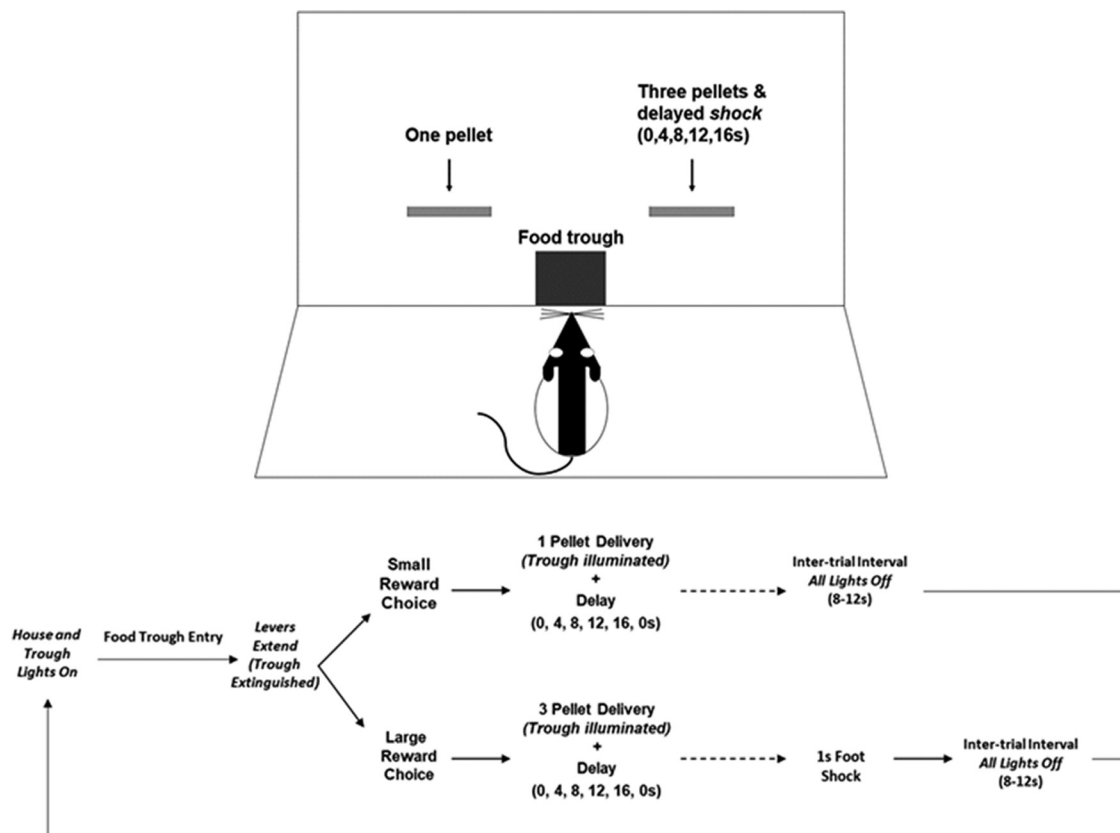 One pellet
Three pellets &
delayed shock
(0,4,8,12,16s)
Food trough
House and
Trough
Lights On
Food Trough Entry
Levers
Extend
(Trough
Extinguished)
Small
Reward
Choice
1 Pellet Delivery
(Trough illuminated)
+
Delay
(0, 4, 8, 12, 16, 0s)
Inter-trial Interval
All Lights Off
(8-12s)
Large
Reward
Choice
3 Pellet Delivery
(Trough illuminated)
+
Delay
(0, 4, 8, 12, 16, 0s)
1s Foot
Shock
Inter-trial Interval
All Lights Off
(8-12s)